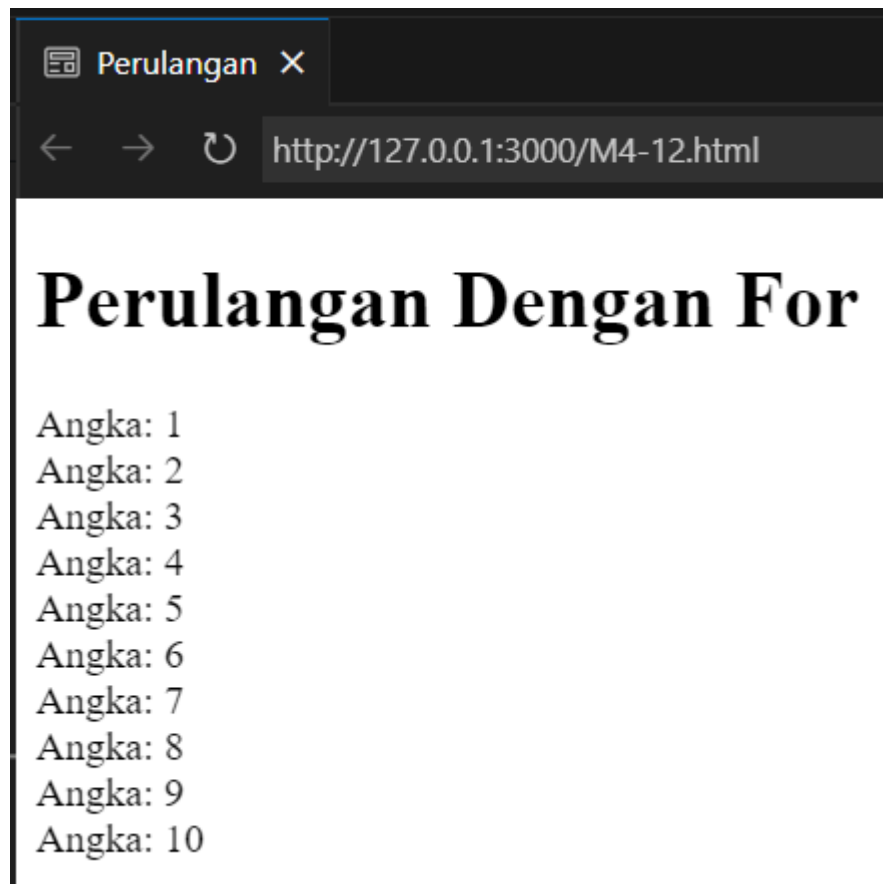 Perulangan
http://127.0.0.1:3000/M4-12.html
Perulangan Dengan For
Angka: 1
Angka: 2
Angka: 3
Angka: 4
Angka: 5
Angka: 6
Angka: 7
Angka: 8
Angka: 9
Angka: 10